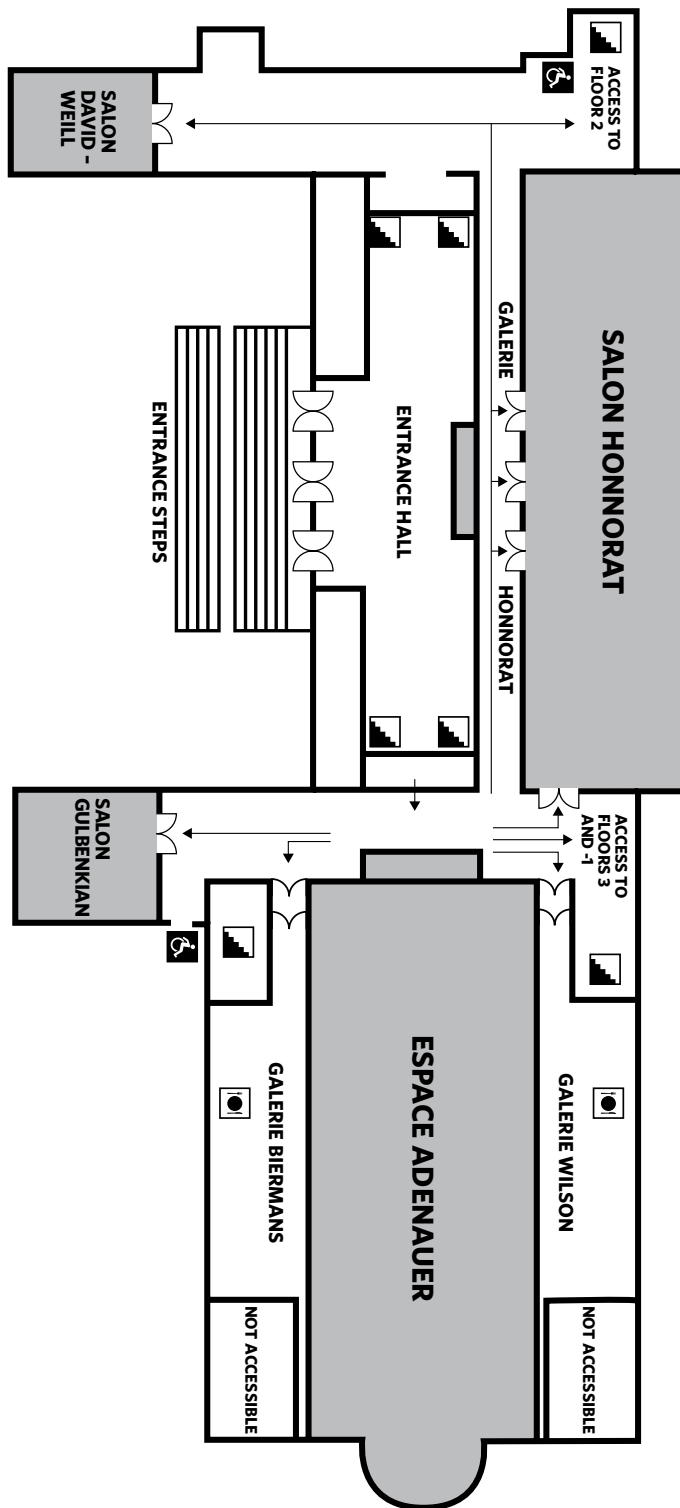 ACCESS TO
FLOOR 2
SALON
DAVID –
WEILL
SALON HONNORAT
GALERIE
HONNORAT
ENTRANCE HALL
ENTRANCE STEPS
ACCESS TO
FLOORS 3
AND -1
SALON
GULBENKIAN
GALERIE WILSON
ESPACE ADENAUER
GALERIE BIERMANS
NOT ACCESSIBLE
NOT ACCESSIBLE